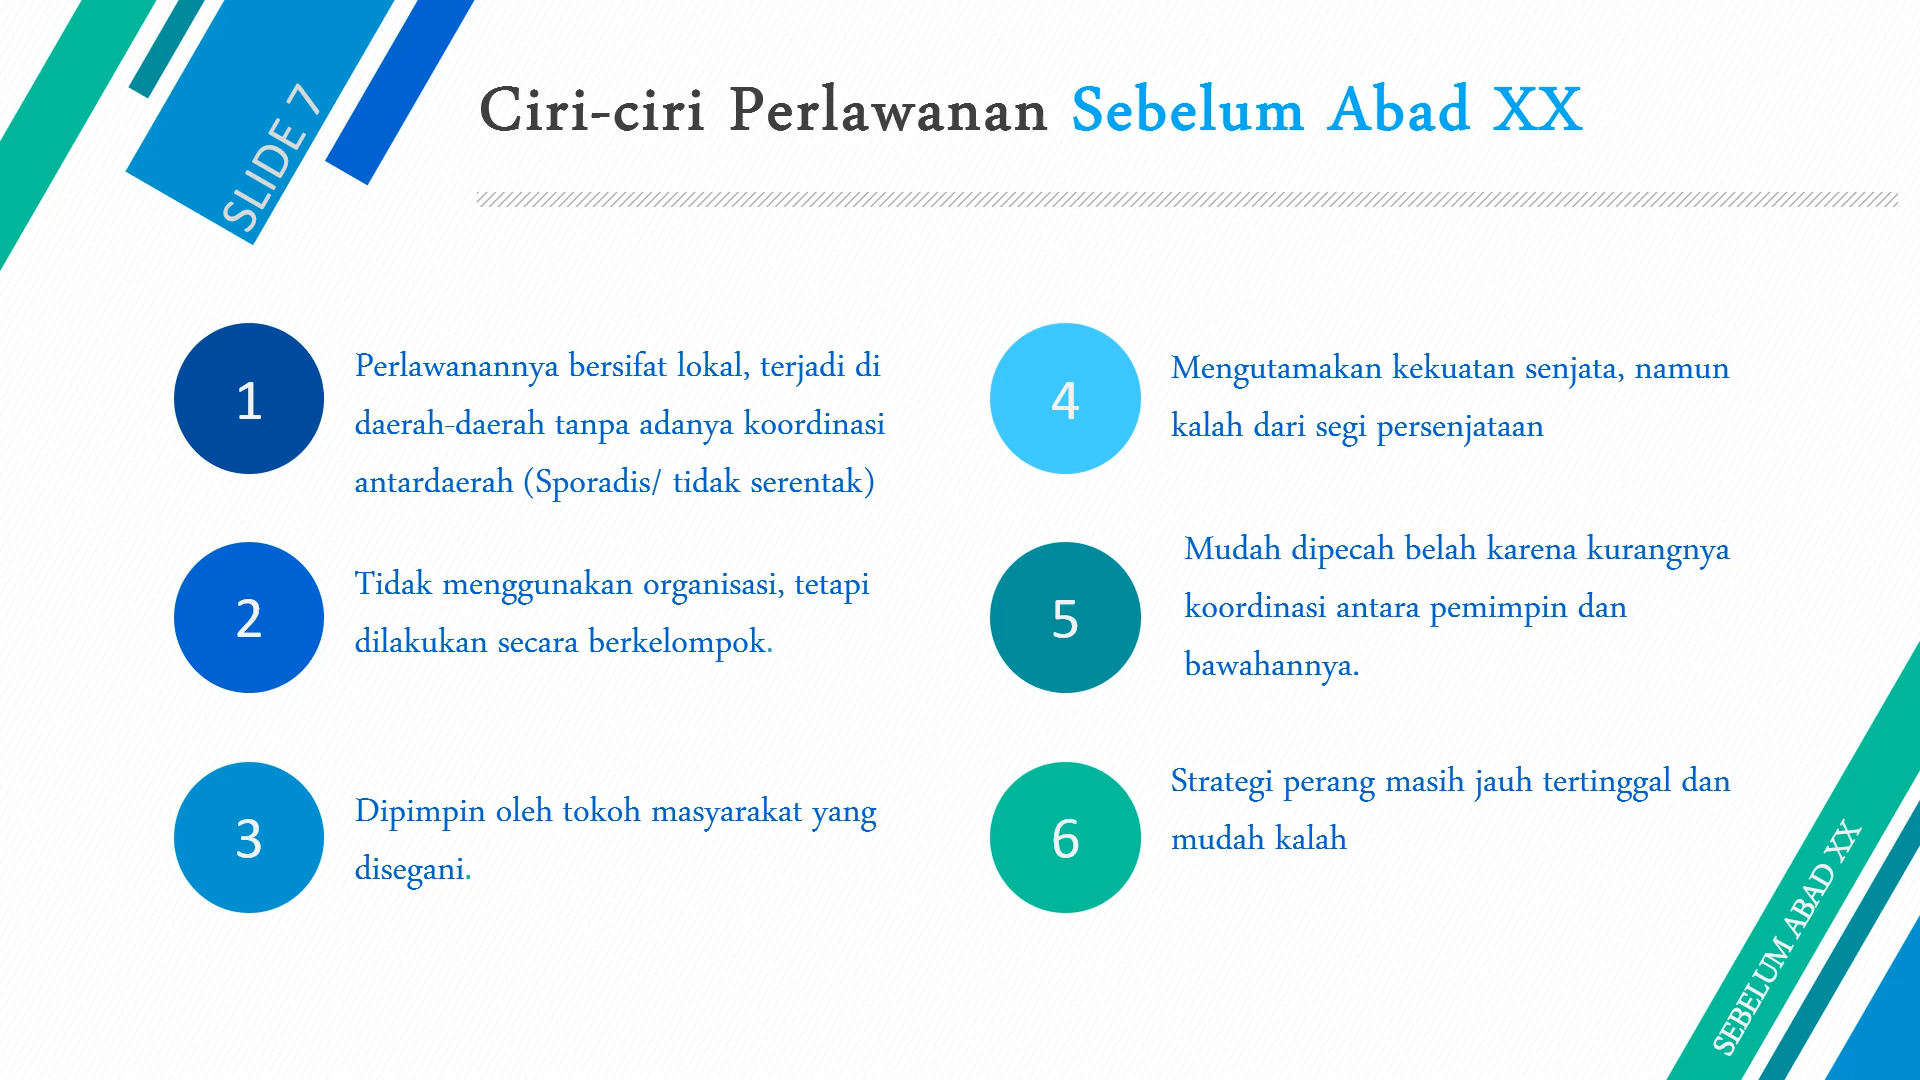 SLIDE 7
Ciri-ciri Perlawanan Sebelum Abad XX
1
Perlawanannya bersifat lokal, terjadi di
daerah-daerah tanpa adanya koordinasi
antardaerah (Sporadis/ tidak serentak)
2
Tidak menggunakan organisasi, tetapi
dilakukan secara berkelompok.
3
Dipimpin oleh tokoh masyarakat yang
disegani.
4
Mengutamakan kekuatan senjata, namun
kalah dari segi persenjataan
5
Mudah dipecah belah karena kurangnya
koordinasi antara pemimpin dan
bawahannya.
6
Strategi perang masih jauh tertinggal dan
mudah kalah
SEBELUM ABAD XX